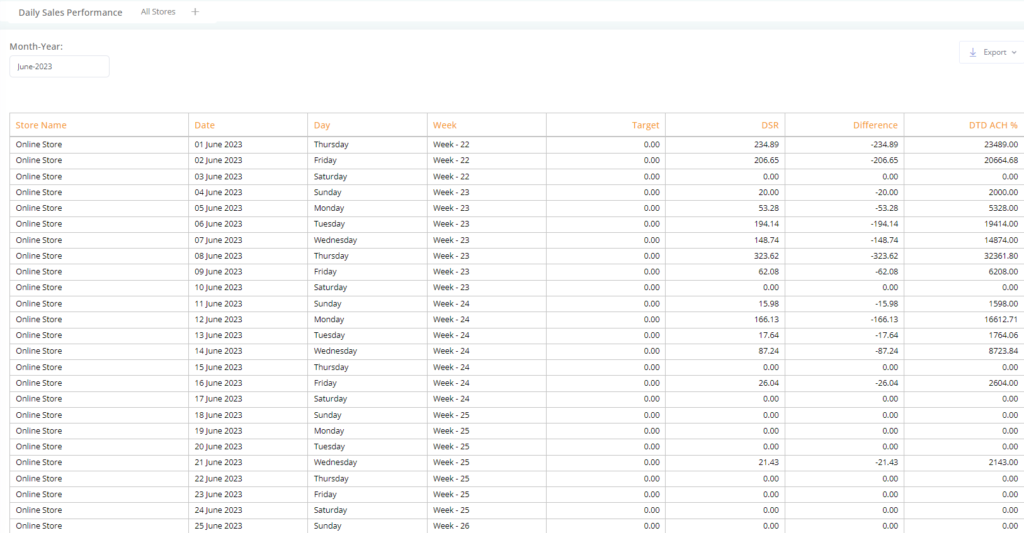 Daily Sales Performance All Stores +
Month-Year:
June-2023
Export
Store Name Date Day Week Target DSR Difference DTD ACH %
Online Store 01 June 2023 Thursday Week - 22 0.00 234.89 -234.89 23489.00
Online Store 02 June 2023 Friday Week - 22 0.00 206.65 -206.65 20664.68
Online Store 03 June 2023 Saturday Week - 22 0.00 0.00 0.00 0.00
Online Store 04 June 2023 Sunday Week - 23 0.00 20.00 -20.00 2000.00
Online Store 05 June 2023 Monday Week - 23 0.00 53.28 -53.28 5328.00
Online Store 06 June 2023 Tuesday Week - 23 0.00 194.14 -194.14 19414.00
Online Store 07 June 2023 Wednesday Week - 23 0.00 148.74 -148.74 14874.00
Online Store 08 June 2023 Thursday Week - 23 0.00 323.62 -323.62 32361.80
Online Store 09 June 2023 Friday Week - 23 0.00 62.08 -62.08 6208.00
Online Store 10 June 2023 Saturday Week - 23 0.00 0.00 0.00 0.00
Online Store 11 June 2023 Sunday Week - 24 0.00 15.98 -15.98 1598.00
Online Store 12 June 2023 Monday Week - 24 0.00 166.13 -166.13 16612.71
Online Store 13 June 2023 Tuesday Week - 24 0.00 17.64 -17.64 1764.06
Online Store 14 June 2023 Wednesday Week - 24 0.00 87.24 -87.24 8723.84
Online Store 15 June 2023 Thursday Week - 24 0.00 0.00 0.00 0.00
Online Store 16 June 2023 Friday Week - 24 0.00 26.04 -26.04 2604.00
Online Store 17 June 2023 Saturday Week - 24 0.00 0.00 0.00 0.00
Online Store 18 June 2023 Sunday Week - 25 0.00 0.00 0.00 0.00
Online Store 19 June 2023 Monday Week - 25 0.00 0.00 0.00 0.00
Online Store 20 June 2023 Tuesday Week - 25 0.00 0.00 0.00 0.00
Online Store 21 June 2023 Wednesday Week - 25 0.00 21.43 -21.43 2143.00
Online Store 22 June 2023 Thursday Week - 25 0.00 0.00 0.00 0.00
Online Store 23 June 2023 Friday Week - 25 0.00 0.00 0.00 0.00
Online Store 24 June 2023 Saturday Week - 25 0.00 0.00 0.00 0.00
Online Store 25 June 2023 Sunday Week - 26 0.00 0.00 0.00 0.00